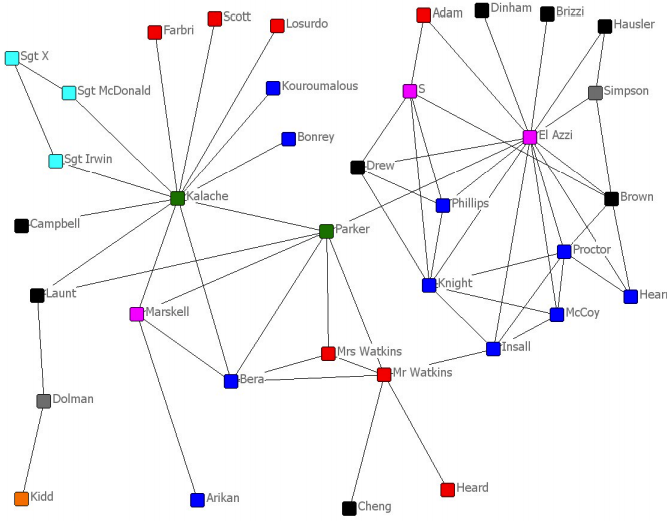 Farbri
Scott
Losurdo
Adam
Dinham
Brizzi
Hausler
Sgt X
Sgt McDonald
Kouroumalous
S
Simpson
Bonrey
El Azzi
Sgt Irwin
Drew
Kalache
Phillips
Brown
Campbell
Parker
Proctor
Launt
Knight
Hearn
Marskell
McCoy
Mrs Watkins
Insall
Bera
Mr Watkins
Dolman
Kidd
Arikan
Cheng
Heard